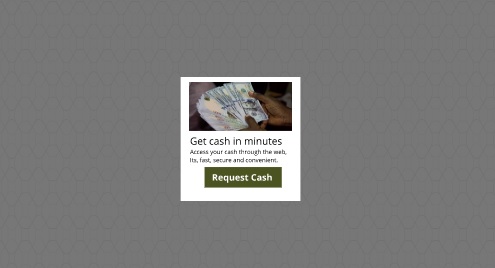 Get cash in minutes
Access your cash through the web,
Its, fast, secure and convenient.
Request Cash